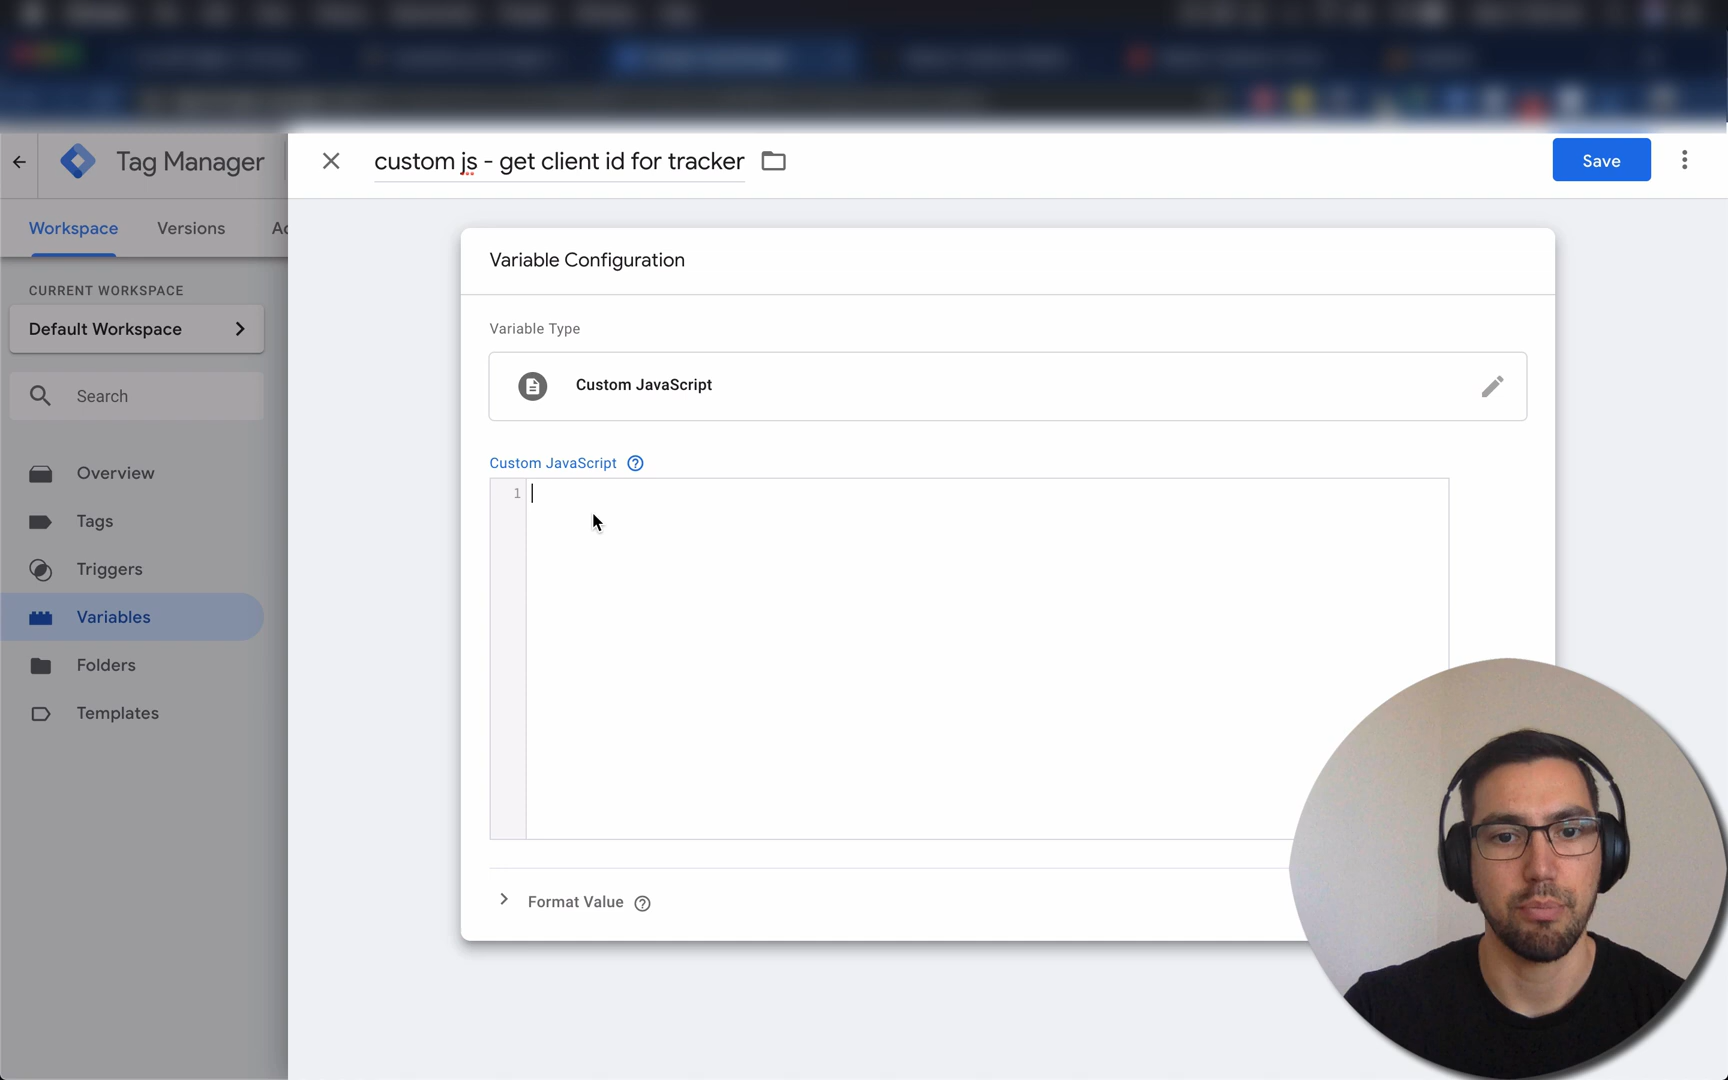 Tag Manager
custom js - get client id for tracker
Save
Workspace
Versions
Ac
CURRENT WORKSPACE
Default Workspace
Search
Overview
Tags
Triggers
Variables
Folders
Templates
Variable Configuration
Variable Type
Custom JavaScript
Custom JavaScript
1
Format Value